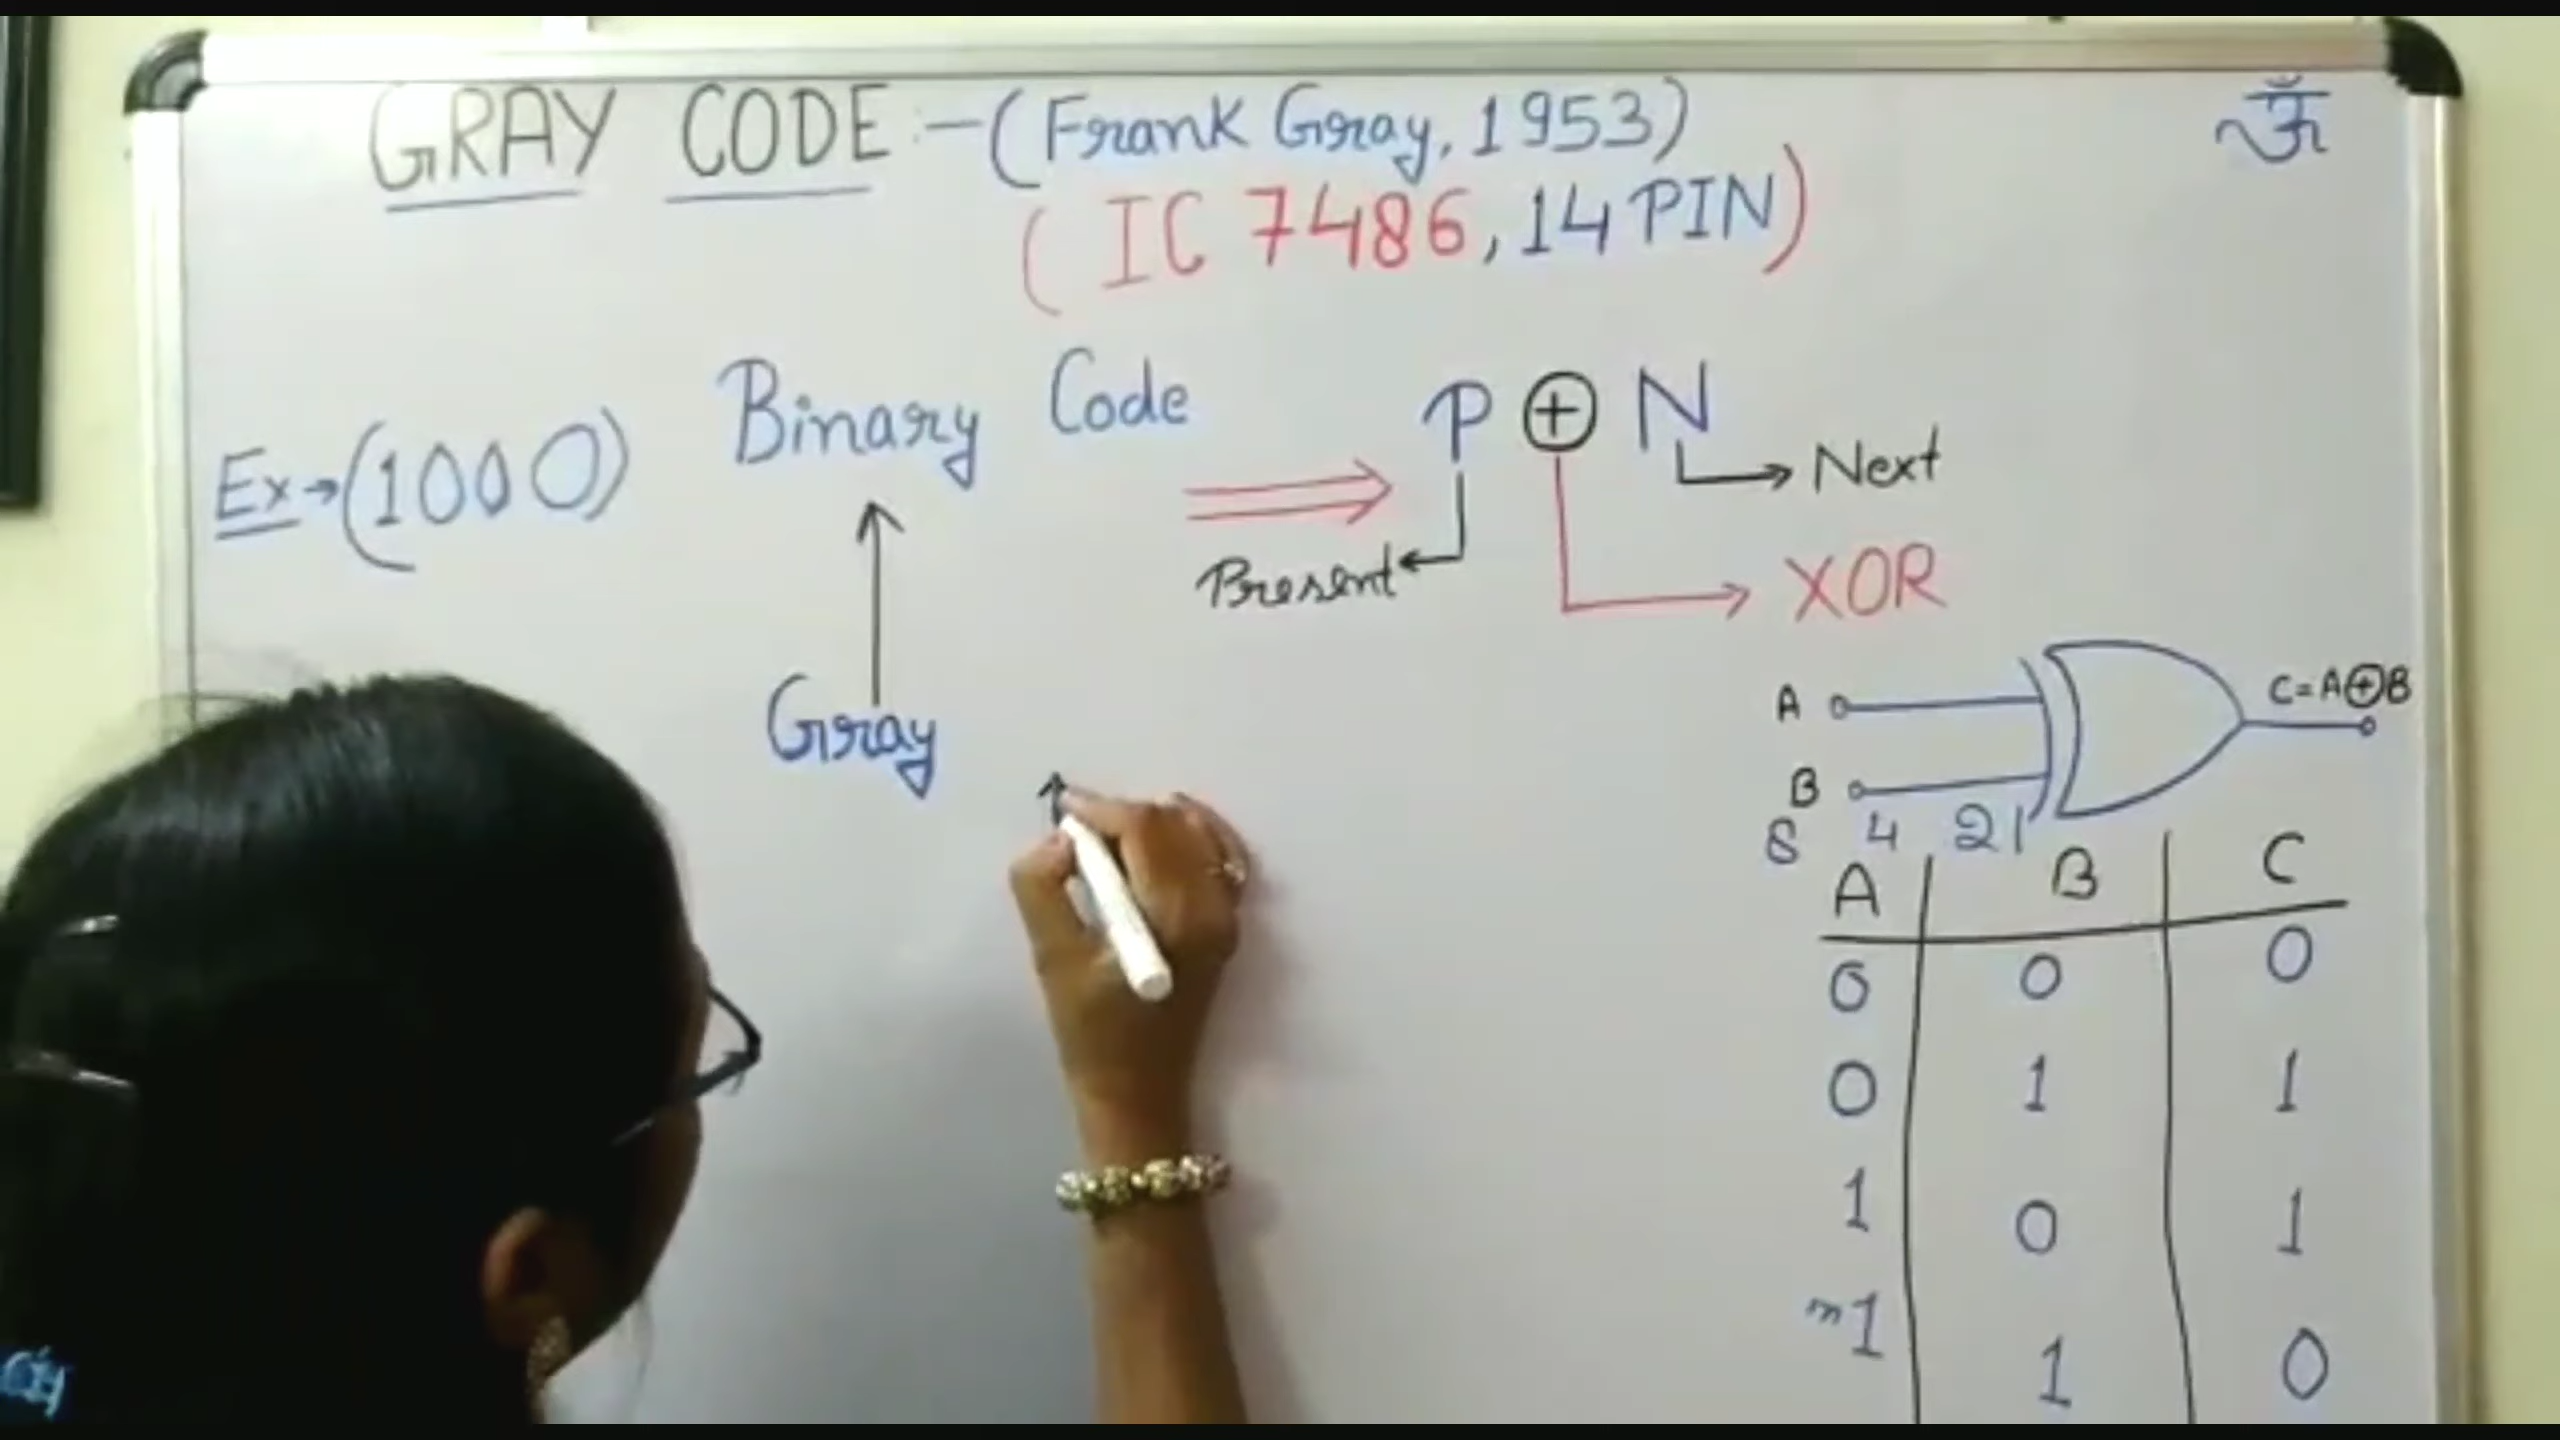 ॐ
GRAY CODE :- (Frank Gray, 1953)
( IC 7486, 14 PIN)
Ex→(1000)
Binary Code
P ⊕ N
Next
Present
XOR
Gray
A
B
C=A⊕B
8 4 2 1
A B C
0 0 0
0 1 1
1 0 1
1 1 0